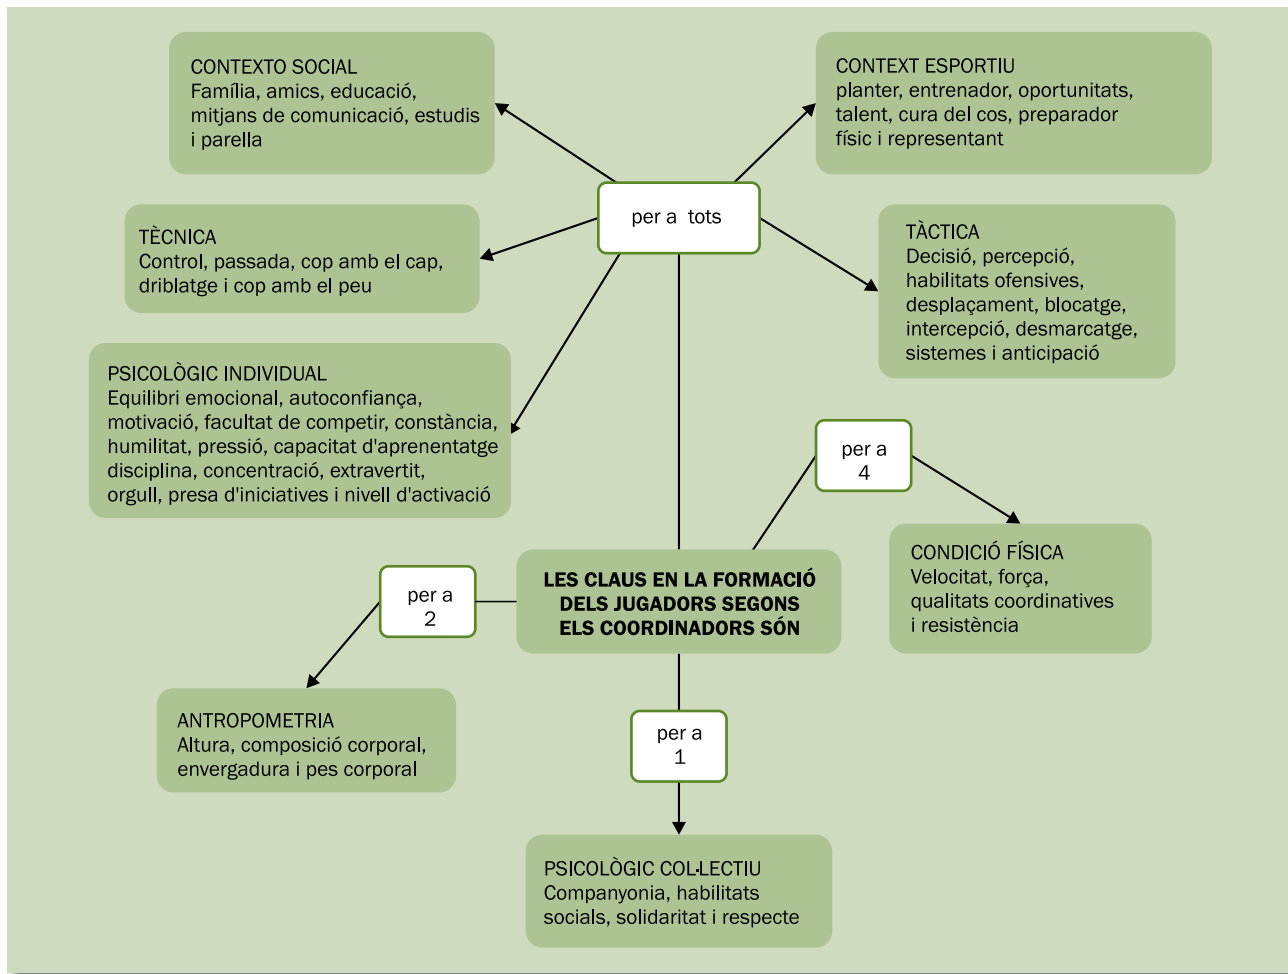 CONTEXTO SOCIAL
Família, amics, educació,
mitjans de comunicació, estudis
i parella
CONTEXT ESPORTIU
planter, entrenador, oportunitats,
talent, cura del cos, preparador
físic i representant
per a tots
TÈCNICA
Control, passada, cop amb el cap,
driblatge i cop amb el peu
TÀCTICA
Decisió, percepció,
habilitats ofensives,
desplaçament, blocatge,
intercepció, desmarcatge,
sistemes i anticipació
PSICOLÒGIC INDIVIDUAL
Equilibri emocional, autoconfiança,
motivació, facultat de competir, constància,
humilitat, pressió, capacitat d'aprenentatge
disciplina, concentració, extravertit,
orgull, presa d'iniciatives i nivell d'activació
per a
4
CONDICIÓ FÍSICA
Velocitat, força,
qualitats coordinatives
i resistència
LES CLAUS EN LA FORMACIÓ
DELS JUGADORS SEGONS
ELS COORDINADORS SÓN
per a
2
ANTROPOMETRIA
Altura, composició corporal,
envergadura i pes corporal
per a
1
PSICOLÒGIC COL·LECTIU
Companyonia, habilitats
socials, solidaritat i respecte